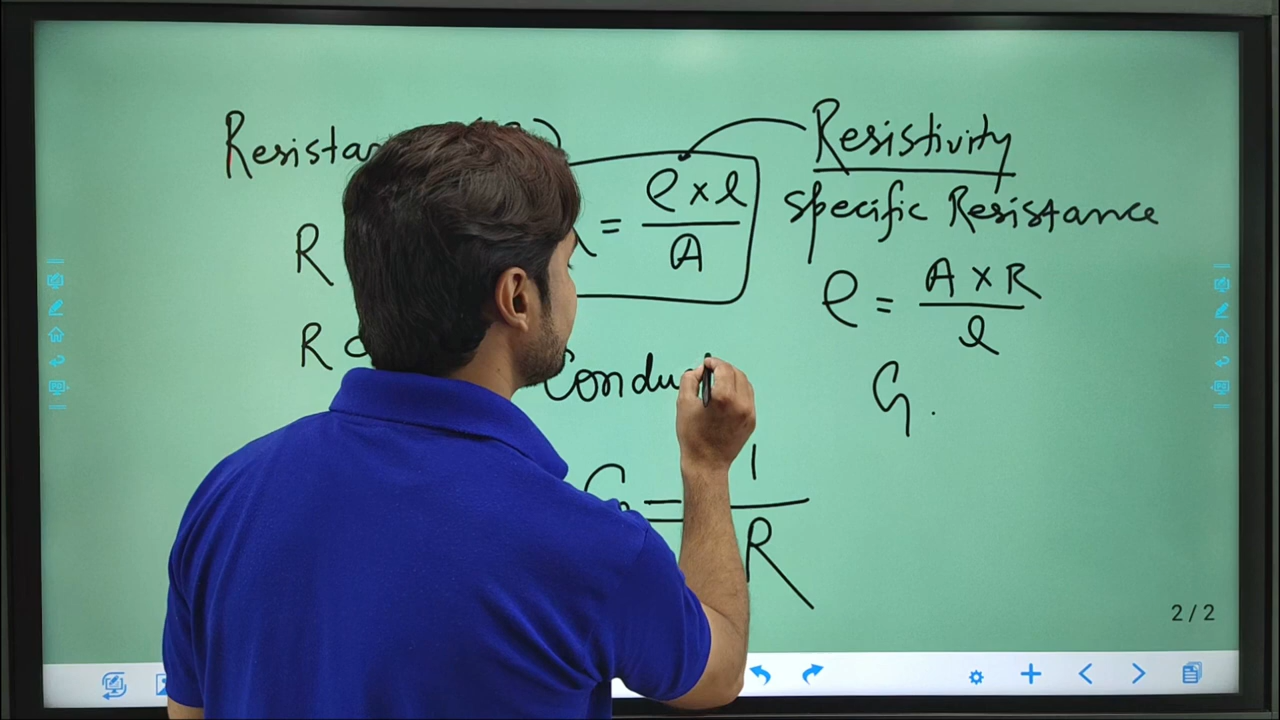 Resistan
Resistivity
specific Resistance
= ρ x l / A
R
ρ = A x R / l
R
Condu
G .
G = 1 / R
2/2